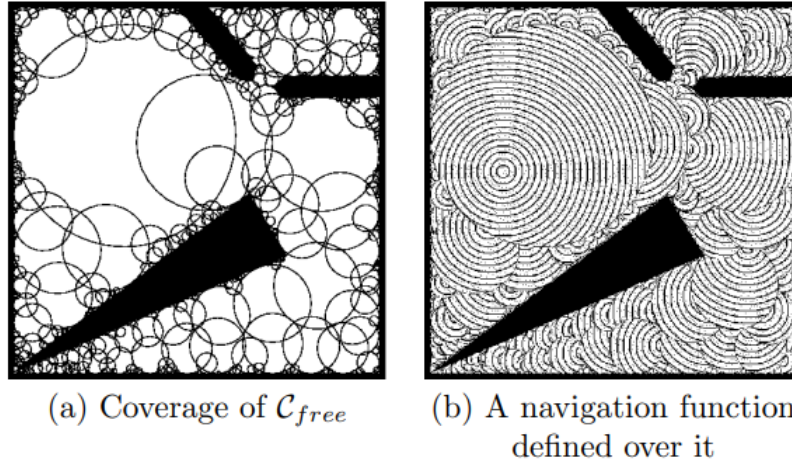 (a) Coverage of C_free
(b) A navigation function
defined over it